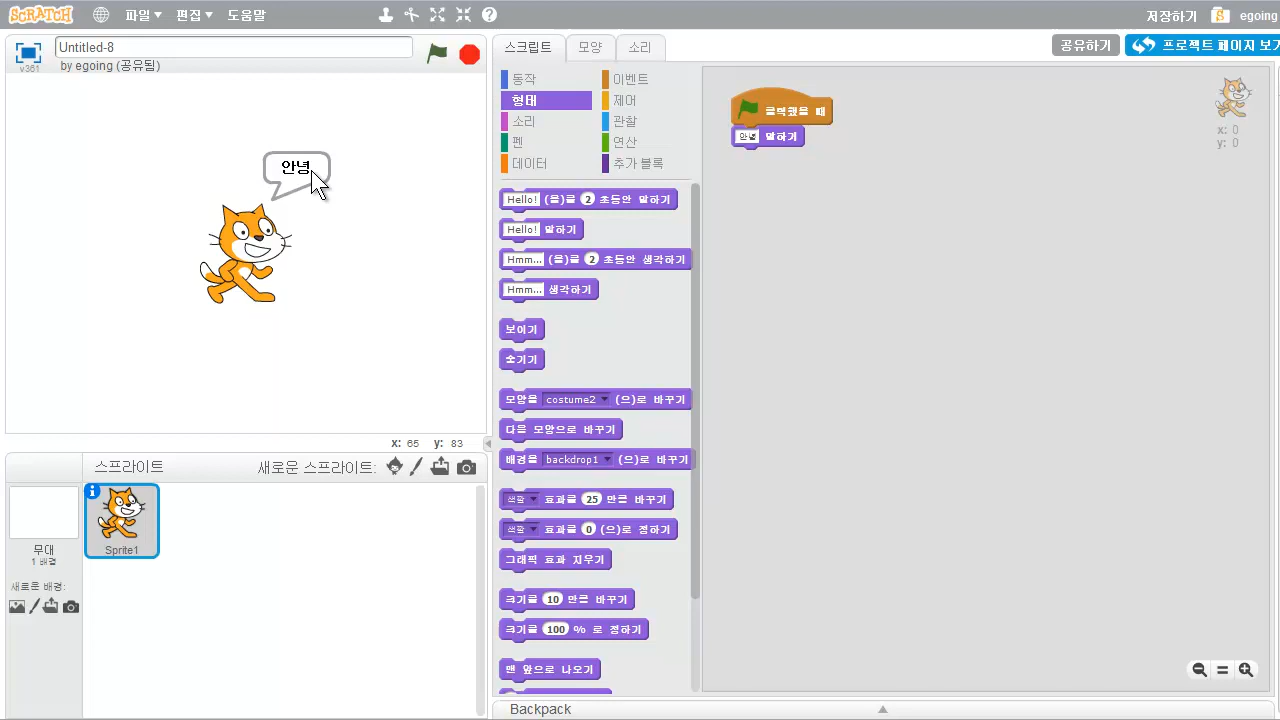 SCRATCH 파일 편집 도움말 저장하기 S egoing
v381 Untitled-8
by egoing (공유됨)
스크립트 모양 소리 공유하기 프로젝트 페이지 보기
동작 이벤트
형태 제어
소리 관찰
펜 연산
데이터 추가 블록
안녕
클릭했을 때
안녕 말하기
x: 0
y: 0
Hello! (을)를 2 초동안 말하기
Hello! 말하기
Hmm... (을)를 2 초동안 생각하기
Hmm... 생각하기
보이기
숨기기
모양을 costume2 (으)로 바꾸기
다음 모양으로 바꾸기
배경을 backdrop1 (으)로 바꾸기
색깔 효과를 25 만큼 바꾸기
색깔 효과를 0 (으)로 정하기
그래픽 효과 지우기
크기를 10 만큼 바꾸기
크기를 100 % 로 정하기
맨 앞으로 나오기
x: 65 y: 83
스프라이트 새로운 스프라이트:
Sprite1
무대
1 배경
새로운 배경:
Backpack